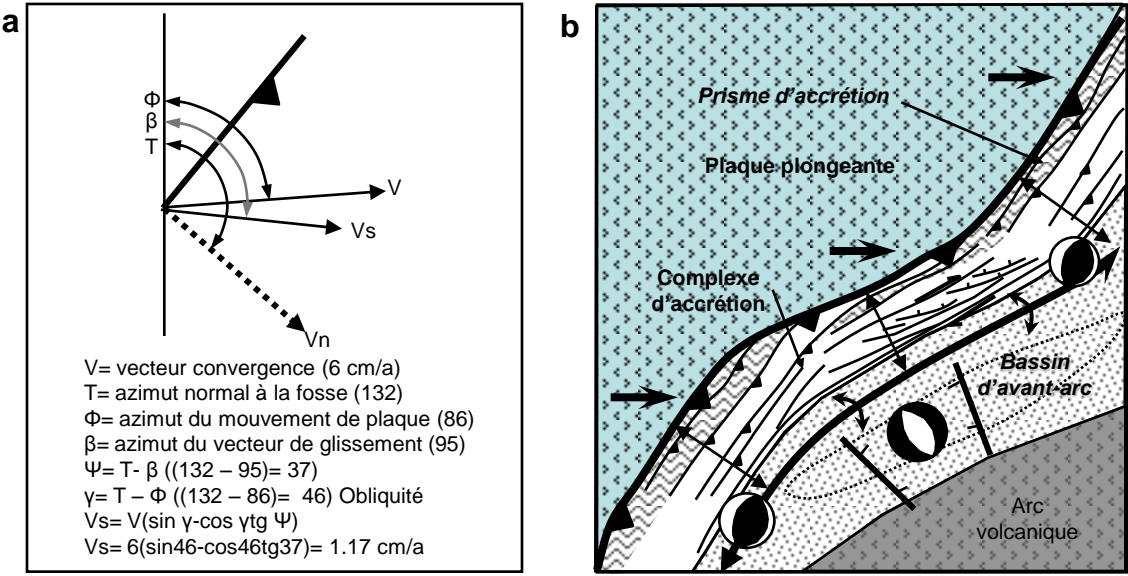 a
Φ
β
T
V
Vs
Vn
V= vecteur convergence (6 cm/a)
T= azimut normal à la fosse (132)
Φ= azimut du mouvement de plaque (86)
β= azimut du vecteur de glissement (95)
Ψ= T- β ((132 – 95)= 37)
γ= T – Φ ((132 – 86)=  46) Obliquité
Vs= V(sin γ-cos γtg Ψ)
Vs= 6(sin46-cos46tg37)= 1.17 cm/a
b
Prisme d'accrétion
Plaque plongeante
Complexe
d'accrétion
Bassin
d'avant-arc
Arc
volcanique